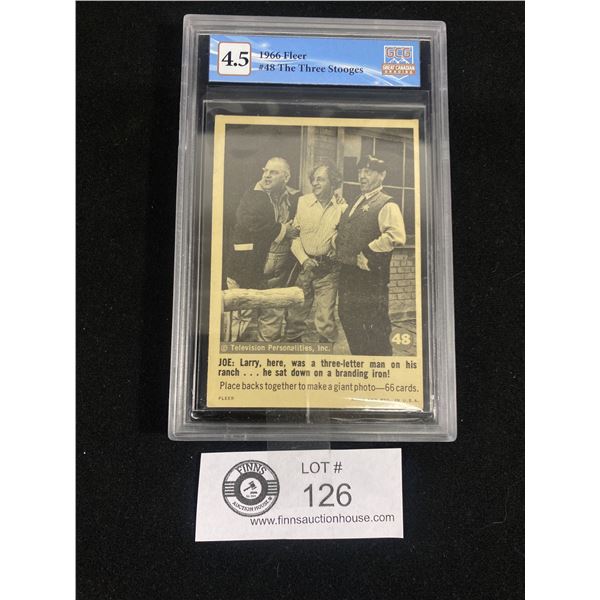 4.5
1966 Fleer
#48 The Three Stooges
GCG
GREAT CANADIAN
GRADING
48
© Television Personalities, Inc.
JOE: Larry, here, was a three-letter man on his
ranch . . . he sat down on a branding iron!
Place backs together to make a giant photo—66 cards.
FLEER
IN U.S.A.
FINNS
AUCTION HOUSE
LOT #
126
www.finnsauctionhouse.com